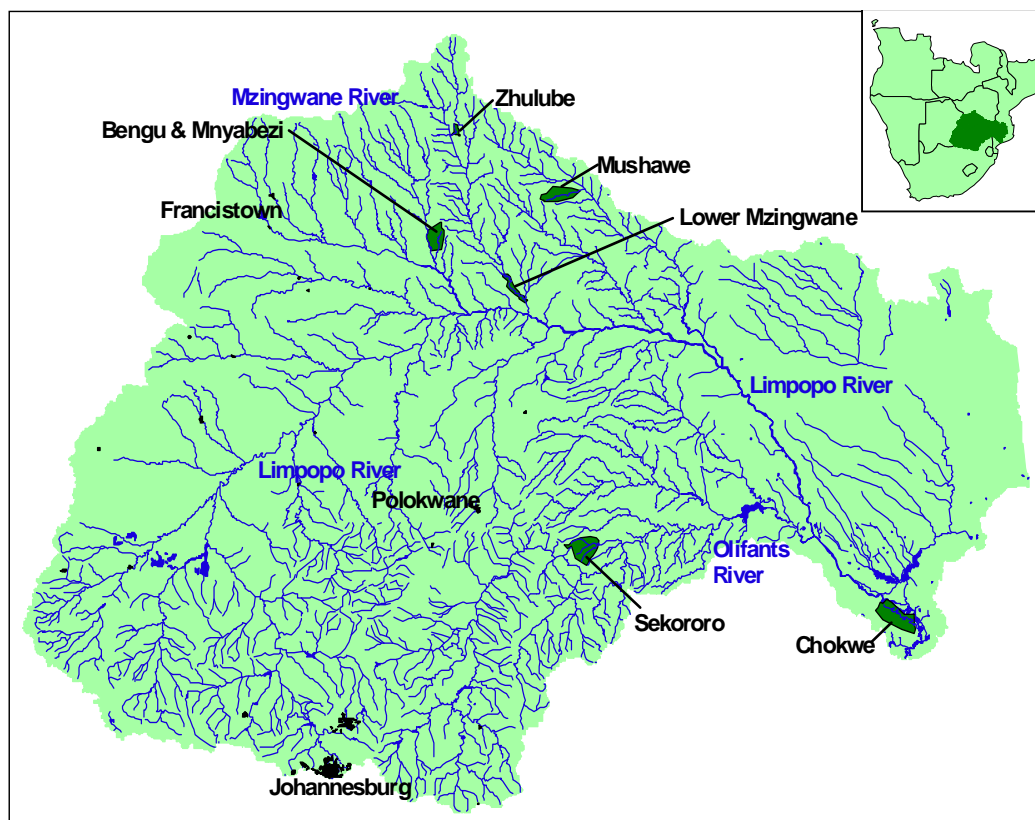 Mzingwane River
Zhulube
Bengu & Mnyabezi
Mushawe
Francistown
Lower Mzingwane
Limpopo River
Limpopo River
Polokwane
Olifants
River
Sekororo
Chokwe
Johannesburg